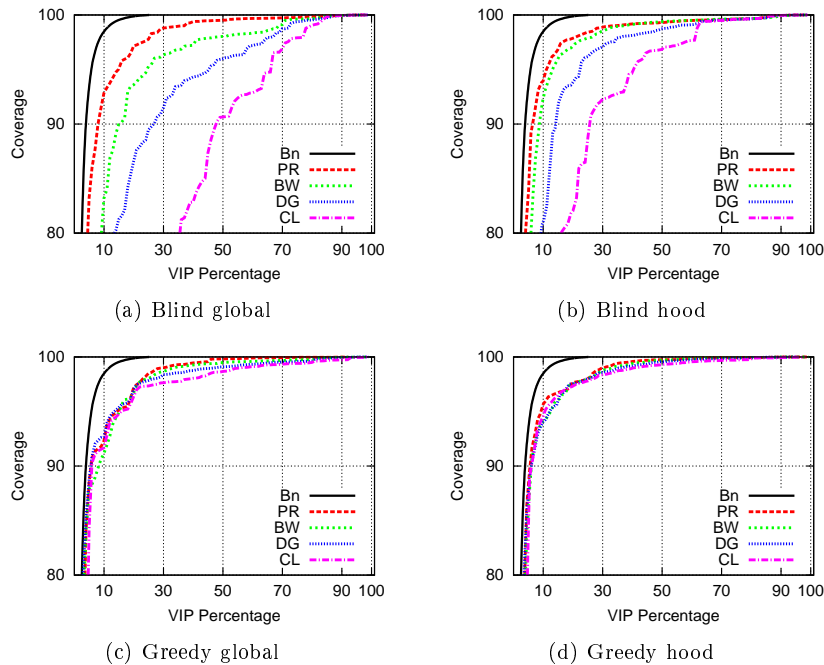 100
90
80
Coverage
Bn
PR
BW
DG
CL
10 30 50 70 90 100
VIP Percentage
(a) Blind global
100
90
80
Coverage
Bn
PR
BW
DG
CL
10 30 50 70 90 100
VIP Percentage
(b) Blind hood
100
90
80
Coverage
Bn
PR
BW
DG
CL
10 30 50 70 90 100
VIP Percentage
(c) Greedy global
100
90
80
Coverage
Bn
PR
BW
DG
CL
10 30 50 70 90 100
VIP Percentage
(d) Greedy hood